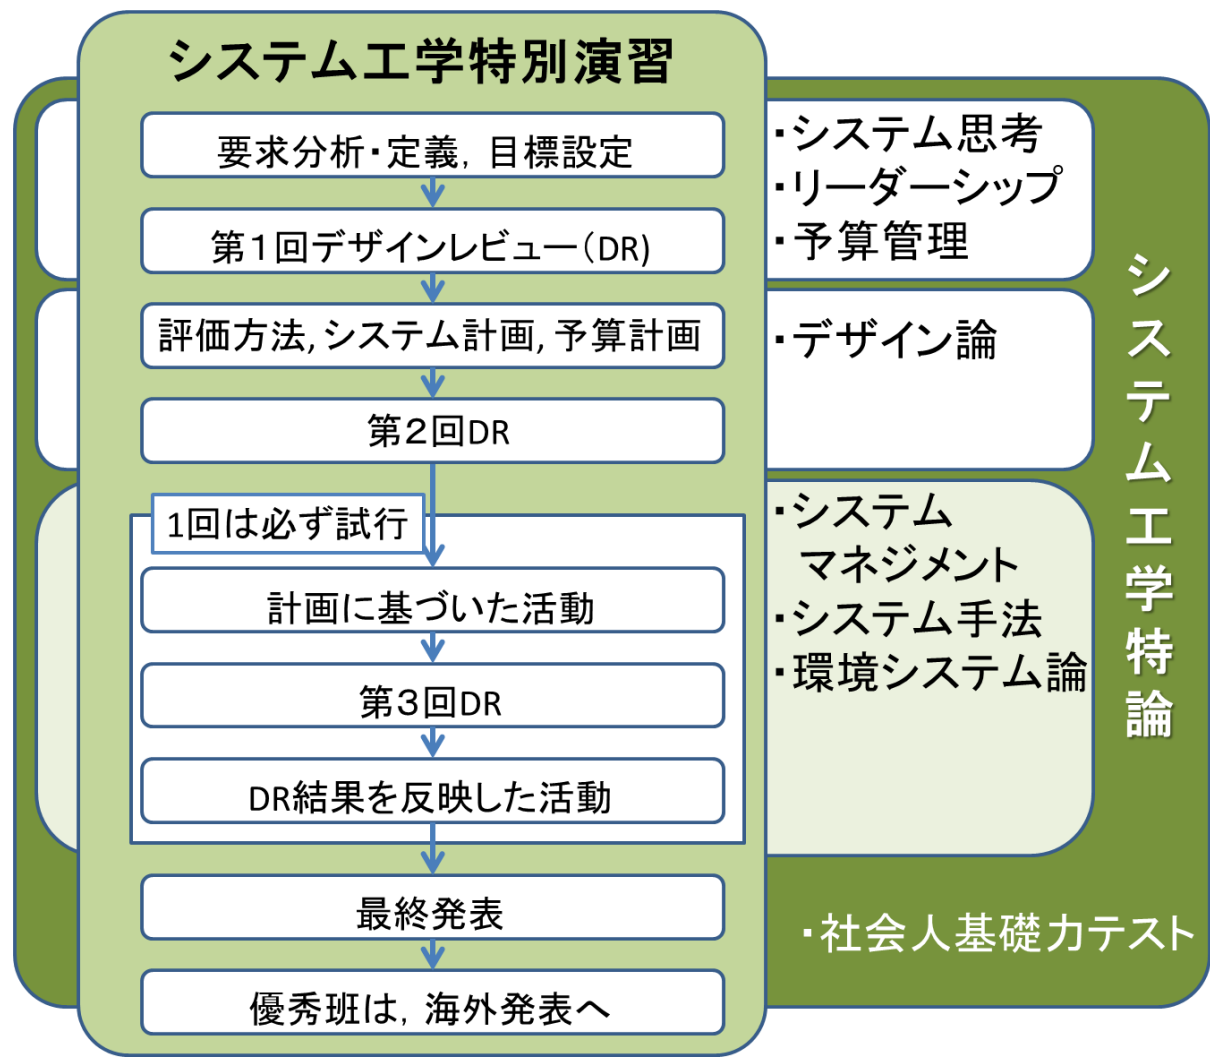 システム工学特別演習
要求分析・定義，目標設定
第１回デザインレビュー（DR)
評価方法, システム計画, 予算計画
第２回DR
1回は必ず試行
計画に基づいた活動
第３回DR
DR結果を反映した活動
最終発表
優秀班は，海外発表へ
・システム思考
・リーダーシップ
・予算管理
・デザイン論
・システム
マネジメント
・システム手法
・環境システム論
・社会人基礎力テスト
システム工学特論